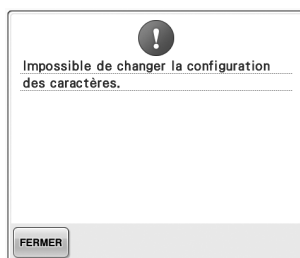 Impossible de changer la configuration
des caractères.
FERMER